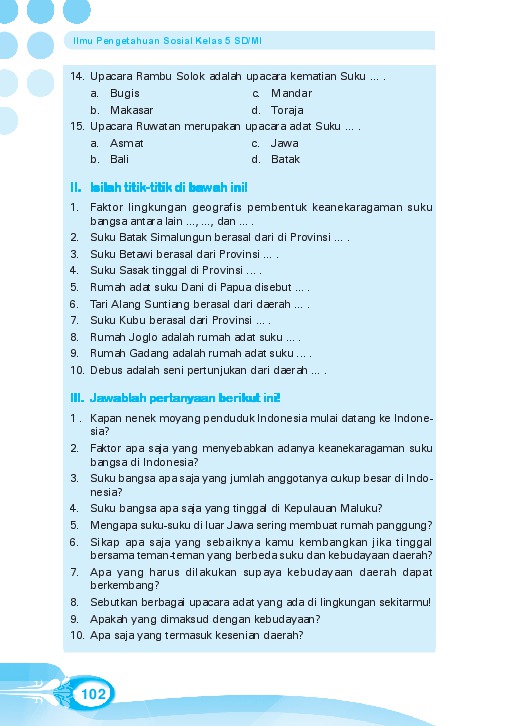 Ilmu Pengetahuan Sosial Kelas 5 SD/MI
14. Upacara Rambu Solok adalah upacara kematian Suku ... .
a. Bugis c. Mandar
b. Makasar d. Toraja
15. Upacara Ruwatan merupakan upacara adat Suku ... .
a. Asmat c. Jawa
b. Bali d. Batak
II. Isilah titik-titik di bawah ini!
1. Faktor lingkungan geografis pembentuk keanekaragaman suku
bangsa antara lain ..., ..., dan ... .
2. Suku Batak Simalungun berasal dari di Provinsi ... .
3. Suku Betawi berasal dari Provinsi ... .
4. Suku Sasak tinggal di Provinsi ... .
5. Rumah adat suku Dani di Papua disebut ... .
6. Tari Alang Suntiang berasal dari daerah ... .
7. Suku Kubu berasal dari Provinsi ... .
8. Rumah Joglo adalah rumah adat suku ... .
9. Rumah Gadang adalah rumah adat suku ... .
10. Debus adalah seni pertunjukan dari daerah ... .
III. Jawablah pertanyaan berikut ini!
1 . Kapan nenek moyang penduduk Indonesia mulai datang ke Indone-
sia?
2. Faktor apa saja yang menyebabkan adanya keanekaragaman suku
bangsa di Indonesia?
3. Suku bangsa apa saja yang jumlah anggotanya cukup besar di Indo-
nesia?
4. Suku bangsa apa saja yang tinggal di Kepulauan Maluku?
5. Mengapa suku-suku di luar Jawa sering membuat rumah panggung?
6. Sikap apa saja yang sebaiknya kamu kembangkan jika tinggal
bersama teman-teman yang berbeda suku dan kebudayaan daerah?
7. Apa yang harus dilakukan supaya kebudayaan daerah dapat
berkembang?
8. Sebutkan berbagai upacara adat yang ada di lingkungan sekitarmu!
9. Apakah yang dimaksud dengan kebudayaan?
10. Apa saja yang termasuk kesenian daerah?
102